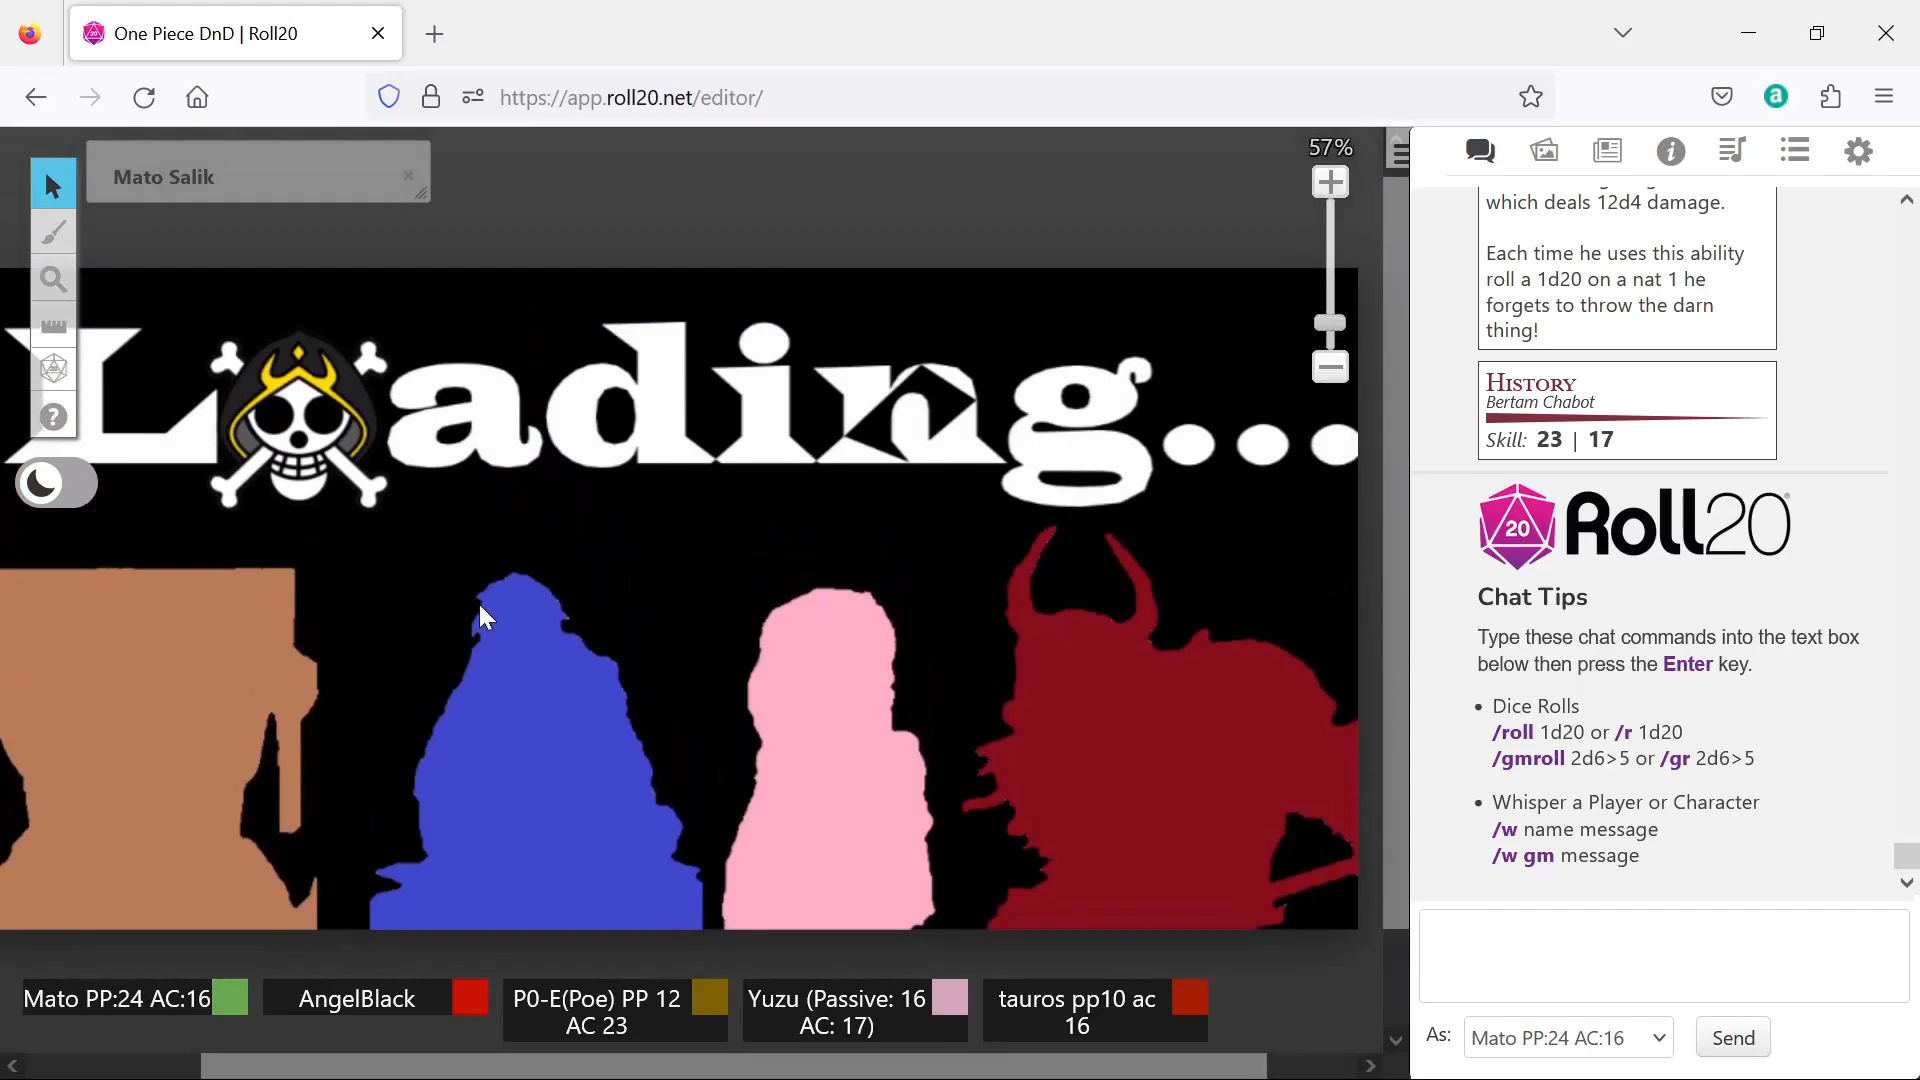 One Piece DnD | Roll20
https://app.roll20.net/editor/
Mato Salik
57%
Loading...
Mato PP:24 AC:16
AngelBlack
P0-E(Poe) PP 12
AC 23
Yuzu (Passive: 16
AC: 17)
tauros pp10 ac
16
which deals 12d4 damage.
Each time he uses this ability
roll a 1d20 on a nat 1 he
forgets to throw the darn
thing!
History
Bertam Chabot
Skill: 23 | 17
20
Roll20
Chat Tips
Type these chat commands into the text box
below then press the Enter key.
• Dice Rolls
/roll 1d20 or /r 1d20
/gmroll 2d6>5 or /gr 2d6>5
• Whisper a Player or Character
/w name message
/w gm message
As:
Mato PP:24 AC:16
Send